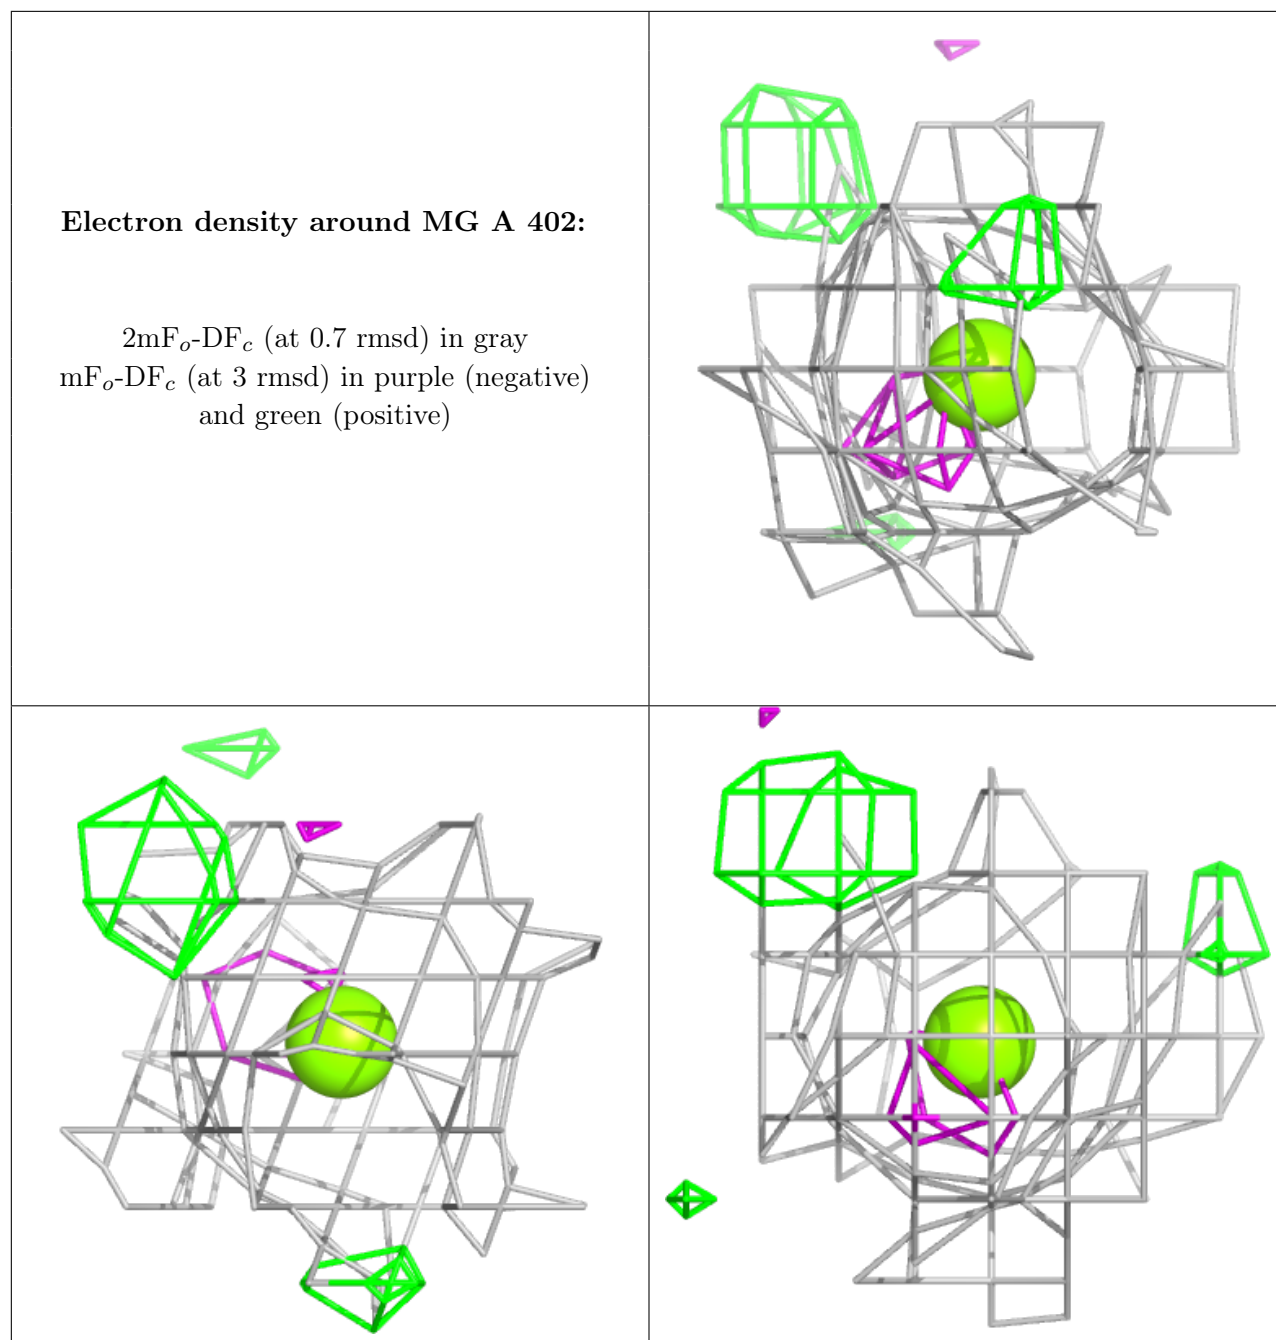 Electron density around MG A 402:
2mFo-DFc (at 0.7 rmsd) in gray
mFo-DFc (at 3 rmsd) in purple (negative)
and green (positive)